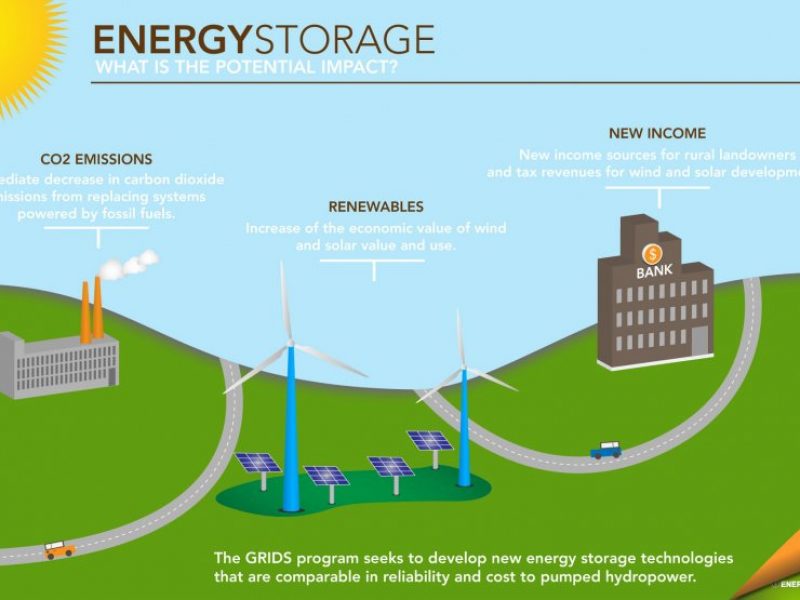 ENERGYSTORAGE
WHAT IS THE POTENTIAL IMPACT?
CO2 EMISSIONS
ediate decrease in carbon dioxide
issions from replacing systems
powered by fossil fuels.
RENEWABLES
Increase of the economic value of wind
and solar value and use.
NEW INCOME
New income sources for rural landowners
and tax revenues for wind and solar developm
$
BANK
The GRIDS program seeks to develop new energy storage technologies
that are comparable in reliability and cost to pumped hydropower.
ENER